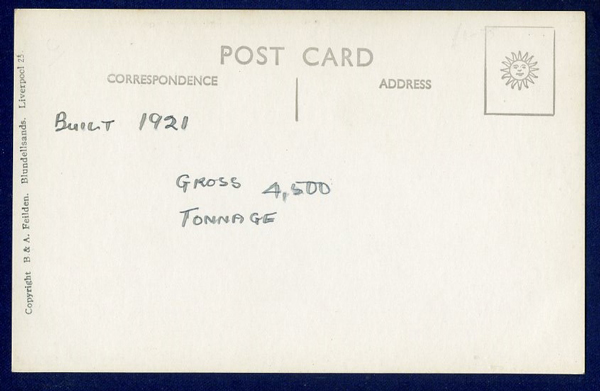 POST CARD
CORRESPONDENCE
ADDRESS
BUILT 1921
GROSS 4,500
TONNAGE
Copyright B & A. Feilden. Blundellsands. Liverpool 23